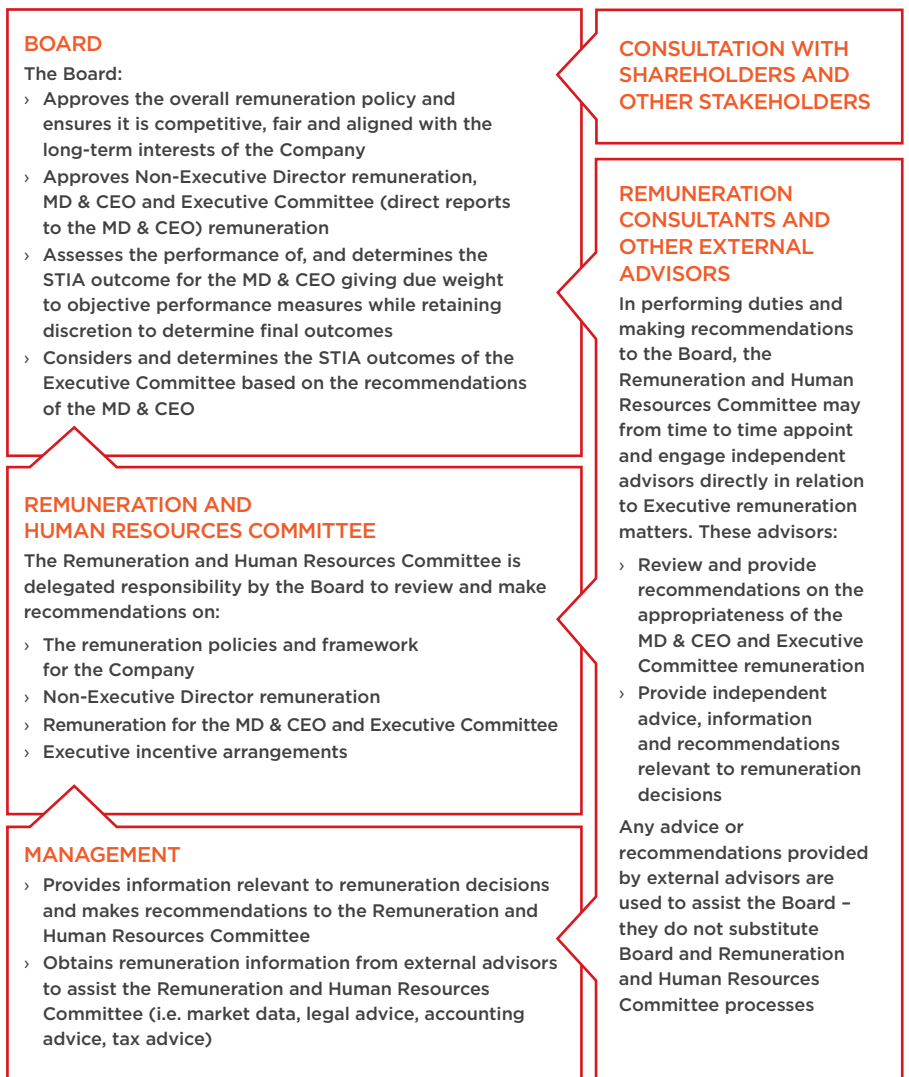 BOARD
The Board:
› Approves the overall remuneration policy and
ensures it is competitive, fair and aligned with the
long-term interests of the Company
› Approves Non-Executive Director remuneration,
MD & CEO and Executive Committee (direct reports
to the MD & CEO) remuneration
› Assesses the performance of, and determines the
STIA outcome for the MD & CEO giving due weight
to objective performance measures while retaining
discretion to determine final outcomes
› Considers and determines the STIA outcomes of the
Executive Committee based on the recommendations
of the MD & CEO
REMUNERATION AND
HUMAN RESOURCES COMMITTEE
The Remuneration and Human Resources Committee is
delegated responsibility by the Board to review and make
recommendations on:
› The remuneration policies and framework
for the Company
› Non-Executive Director remuneration
› Remuneration for the MD & CEO and Executive Committee
› Executive incentive arrangements
MANAGEMENT
› Provides information relevant to remuneration decisions
and makes recommendations to the Remuneration and
Human Resources Committee
› Obtains remuneration information from external advisors
to assist the Remuneration and Human Resources
Committee (i.e. market data, legal advice, accounting
advice, tax advice)
CONSULTATION WITH
SHAREHOLDERS AND
OTHER STAKEHOLDERS
REMUNERATION
CONSULTANTS AND
OTHER EXTERNAL
ADVISORS
In performing duties and
making recommendations
to the Board, the
Remuneration and Human
Resources Committee may
from time to time appoint
and engage independent
advisors directly in relation
to Executive remuneration
matters. These advisors:
› Review and provide
recommendations on the
appropriateness of the
MD & CEO and Executive
Committee remuneration
› Provide independent
advice, information
and recommendations
relevant to remuneration
decisions
Any advice or
recommendations provided
by external advisors are
used to assist the Board –
they do not substitute
Board and Remuneration
and Human Resources
Committee processes